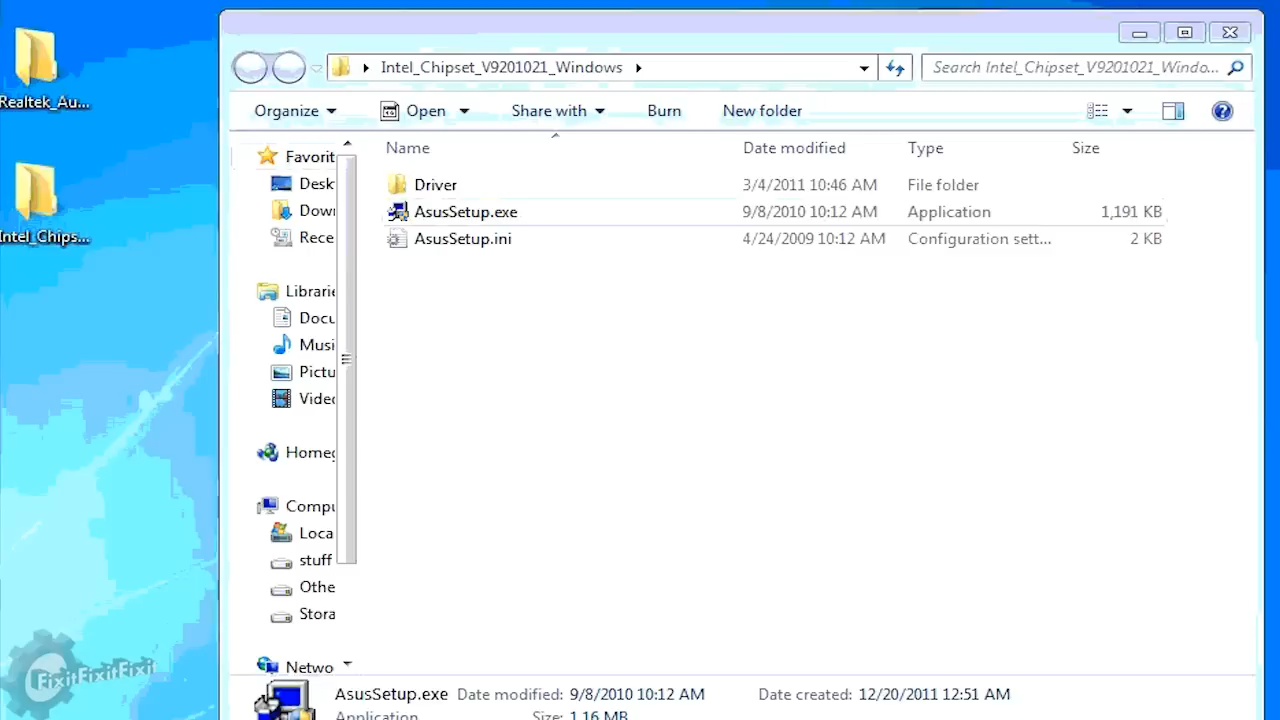 Realtek_Au...
Intel_Chips...
Intel_Chipset_V9201021_Windows
Search Intel_Chipset_V9201021_Windo...
Organize Open Share with Burn New folder
Name Date modified Type Size
Driver 3/4/2011 10:46 AM File folder
AsusSetup.exe 9/8/2010 10:12 AM Application 1,191 KB
AsusSetup.ini 4/24/2009 10:12 AM Configuration sett... 2 KB
Favorit
Desk
Down
Rece
Librarie
Docu
Musi
Pictu
Video
Homeg
Compu
Loca
stuff
Othe
Stora
Netwo
AsusSetup.exe Date modified: 9/8/2010 10:12 AM Date created: 12/20/2011 12:51 AM
Application Size: 1.16 MB
FixitFixitFixit